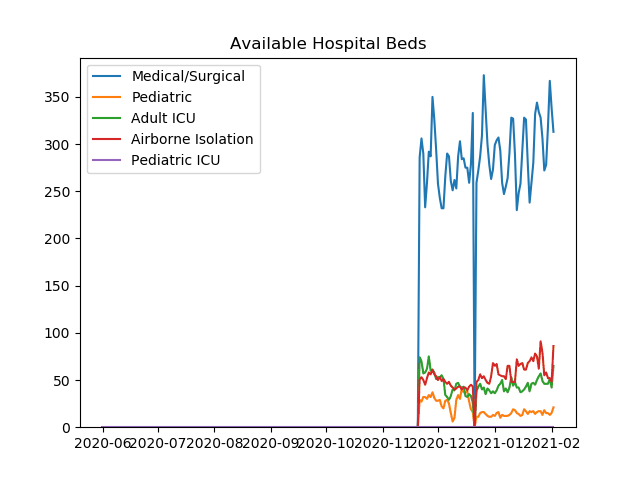 Available Hospital Beds
Medical/Surgical
Pediatric
Adult ICU
Airborne Isolation
Pediatric ICU
350
300
250
200
150
100
50
0
2020-06 2020-07 2020-08 2020-09 2020-10 2020-11 2020-12 2021-01 2021-02